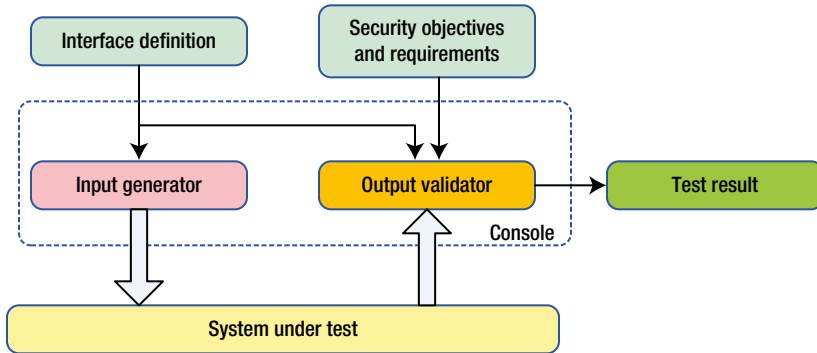 Interface definition
Security objectives
and requirements
Input generator
Output validator
Test result
Console
System under test